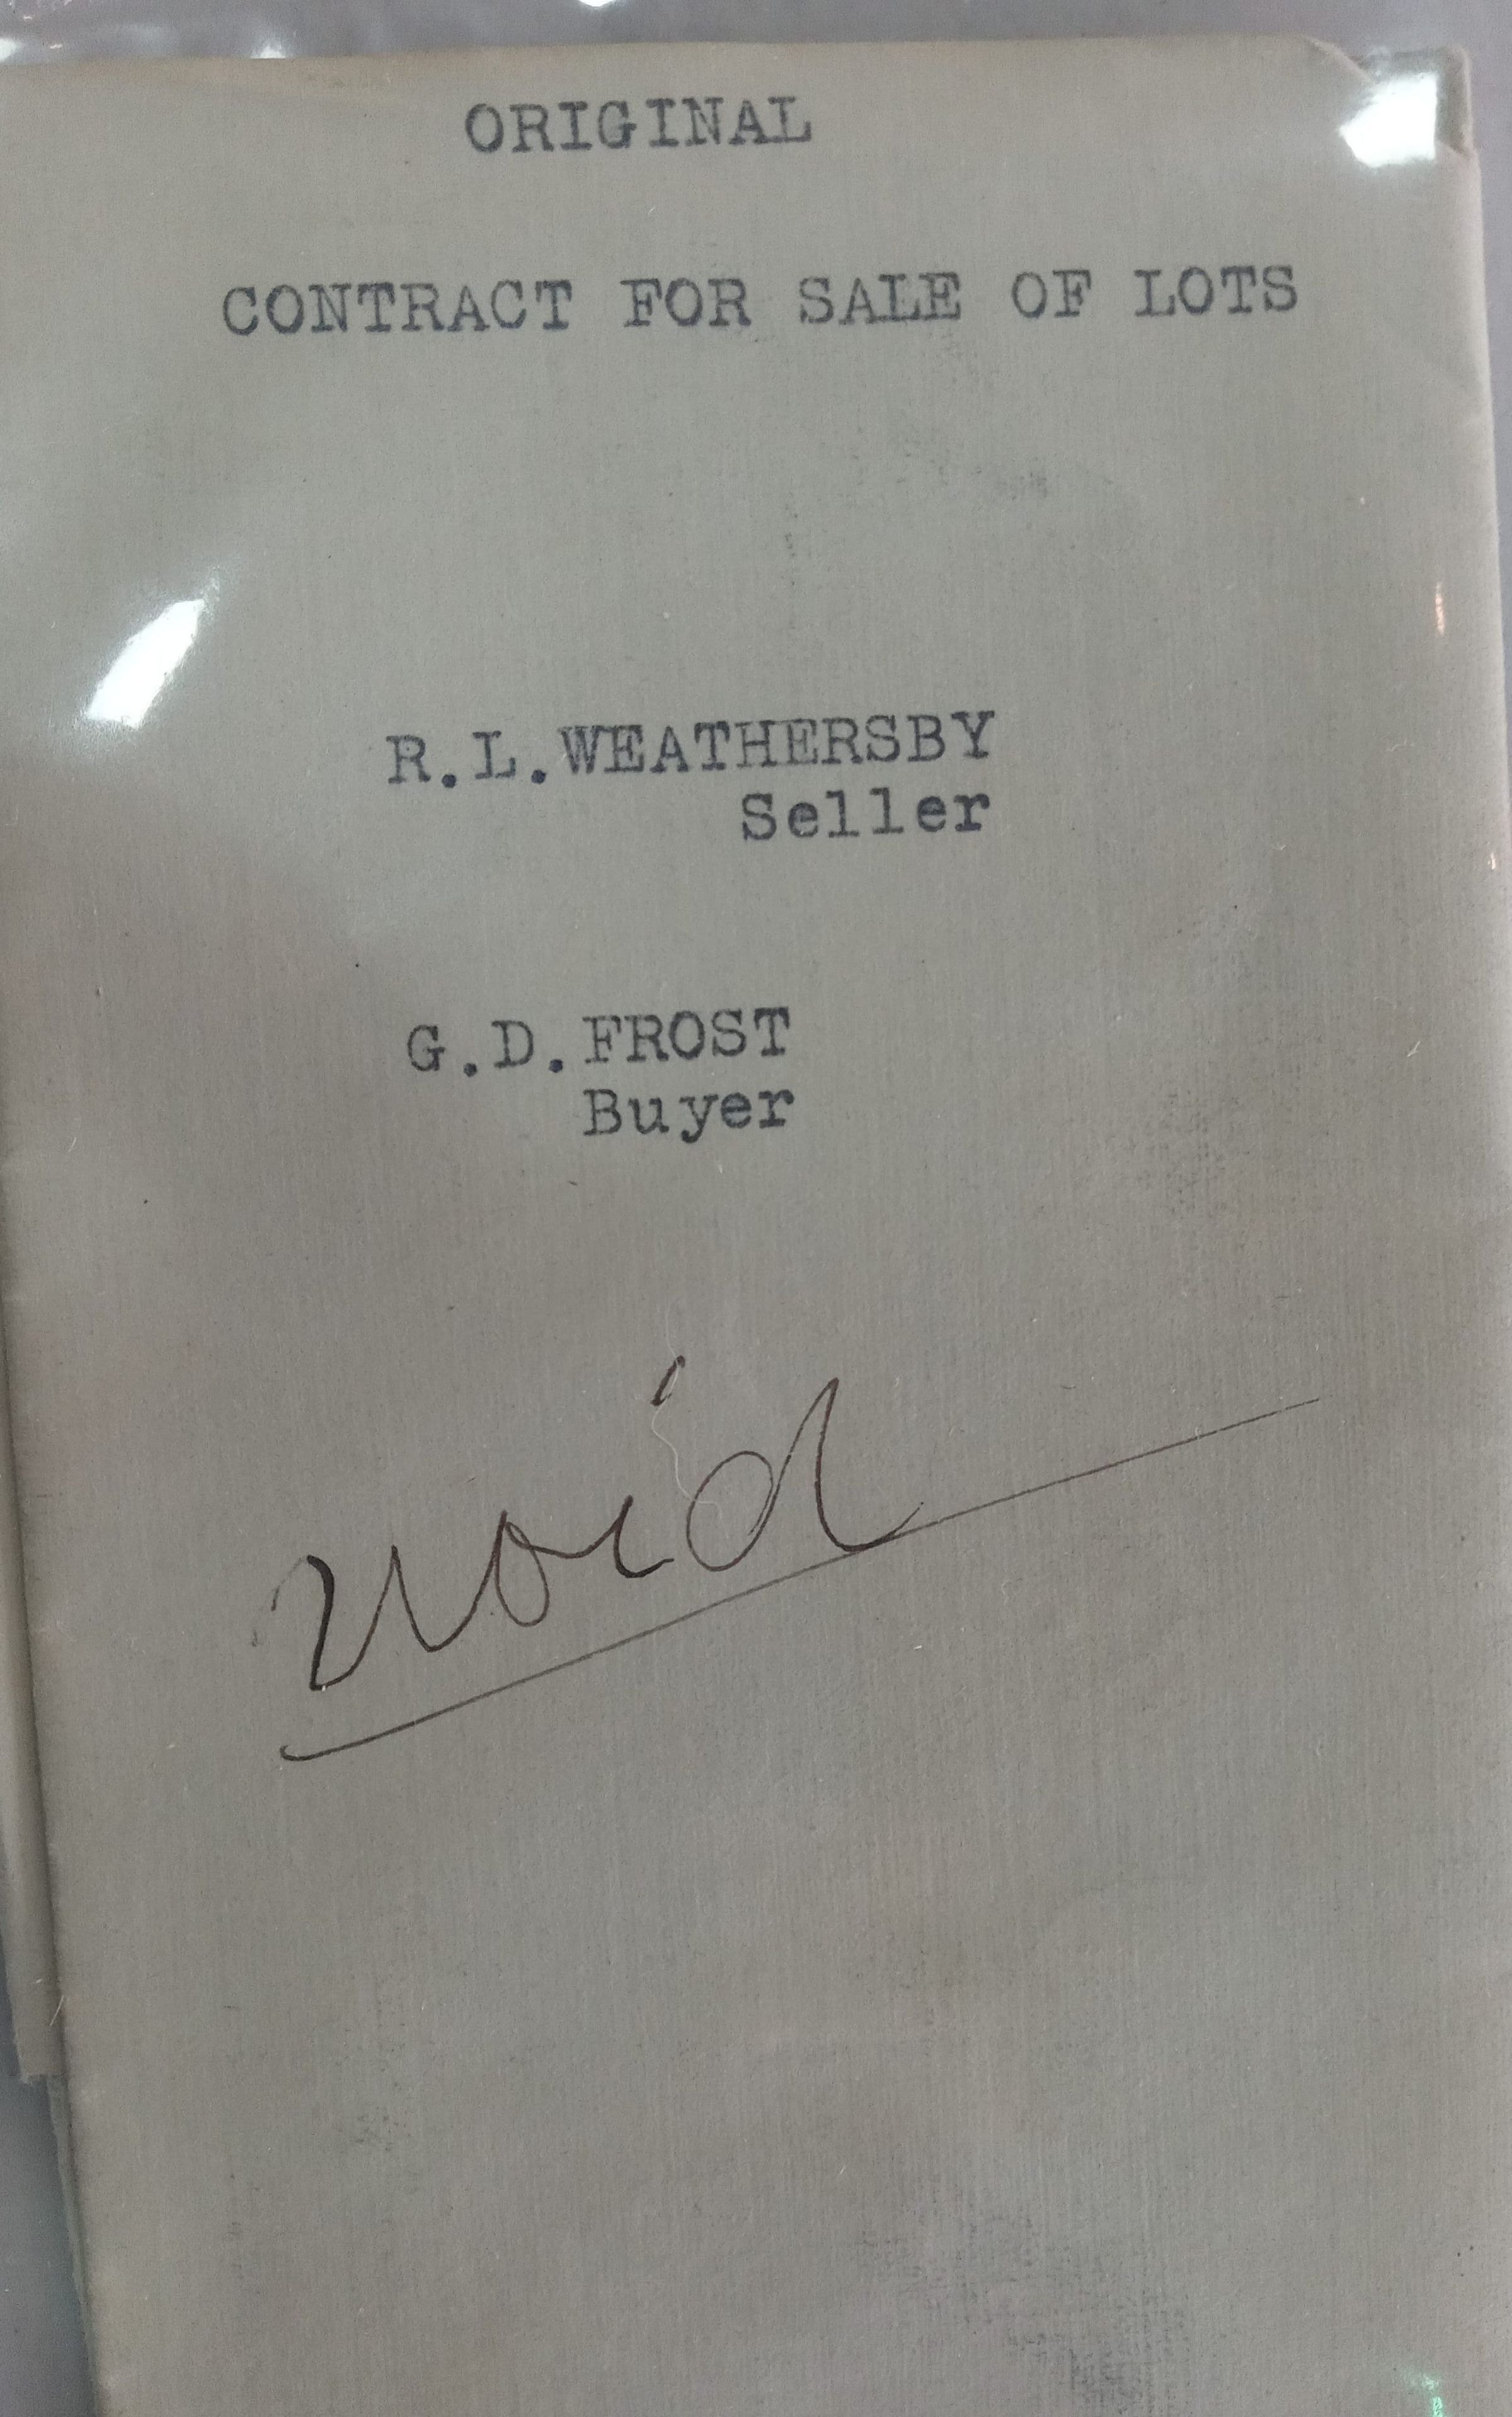 ORIGINAL
CONTRACT FOR SALE OF LOTS
R.L.WEATHERSBY
Seller
G.D.FROST
Buyer
void